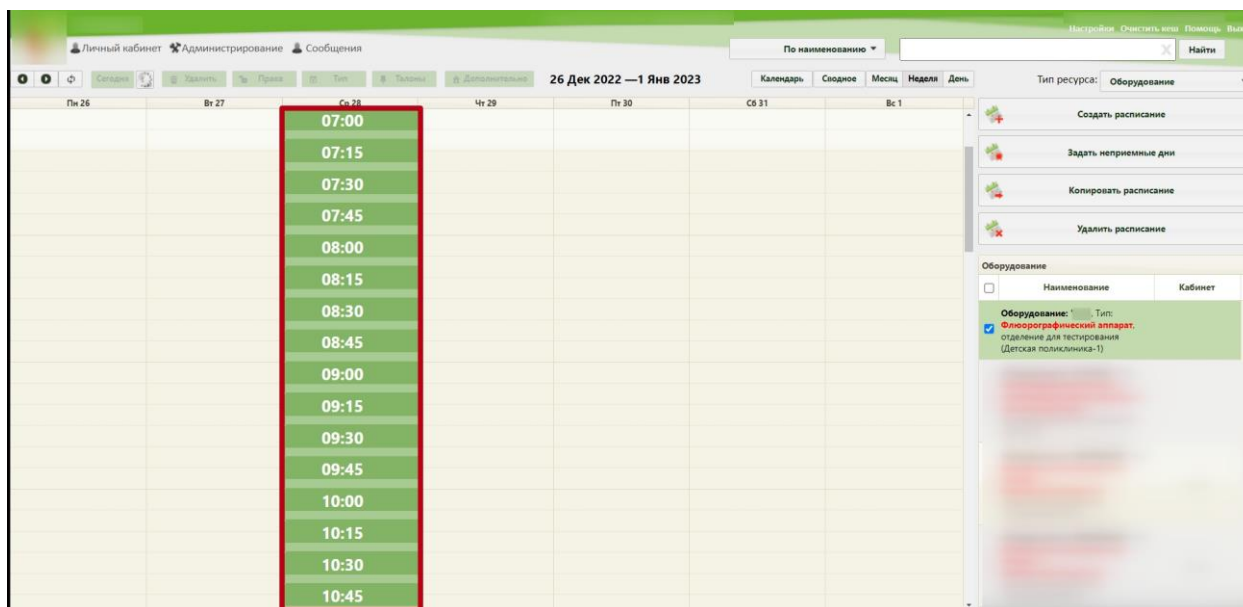 Настройки Очистить кеш Помощь Вых
Личный кабинет Администрирование Сообщения
По наименованию
Найти
Сегодня Удалить Права Тип Талоны Дополнительно
26 Дек 2022 —1 Янв 2023
Календарь Сводное Месяц Неделя День
Тип ресурса: Оборудование
Пн 26 Вт 27 Ср 28 Чт 29 Пт 30 Сб 31 Вс 1
07:00
07:15
07:30
07:45
08:00
08:15
08:30
08:45
09:00
09:15
09:30
09:45
10:00
10:15
10:30
10:45
Создать расписание
Задать неприемные дни
Копировать расписание
Удалить расписание
Оборудование
Наименование Кабинет
Оборудование: , Тип:
Флюорографический аппарат,
отделение для тестирования
(Детская поликлиника-1)